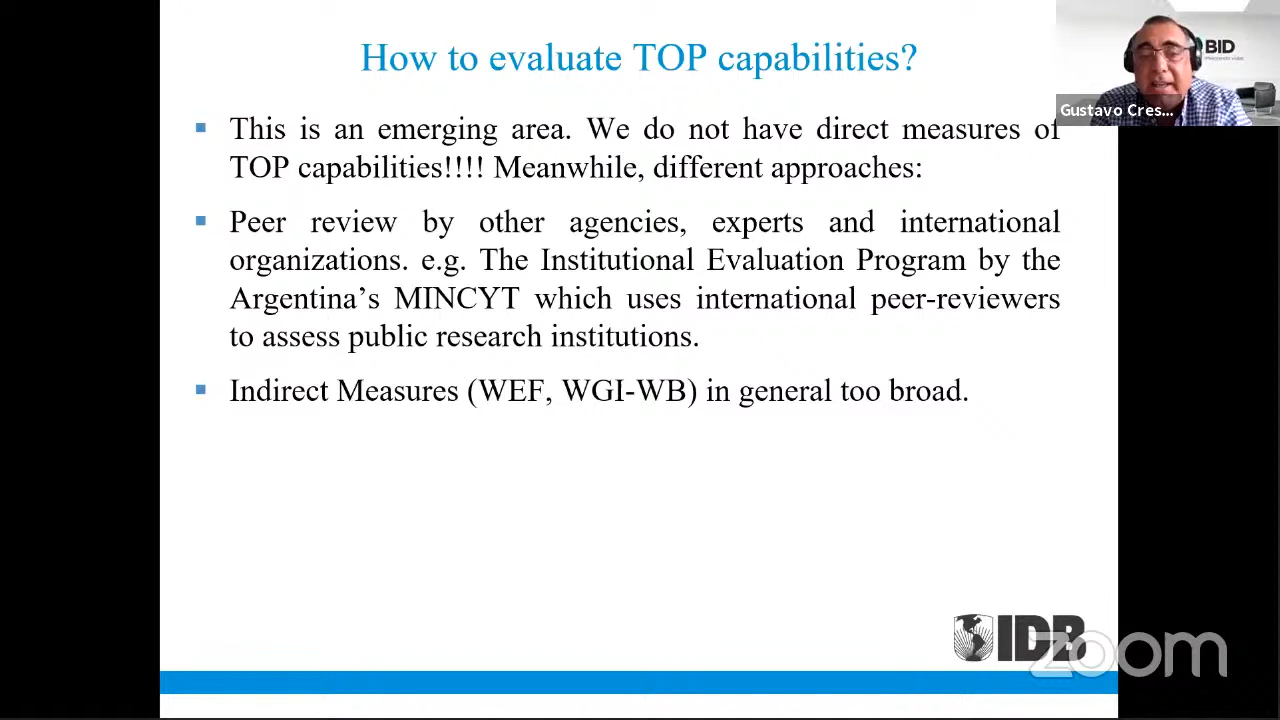 How to evaluate TOP capabilities?
BID
Gustavo Cres...
▪ This is an emerging area. We do not have direct measures of
TOP capabilities!!!! Meanwhile, different approaches:
▪ Peer review by other agencies, experts and international
organizations. e.g. The Institutional Evaluation Program by the
Argentina’s MINCYT which uses international peer-reviewers
to assess public research institutions.
▪ Indirect Measures (WEF, WGI-WB) in general too broad.
IDB
zoom